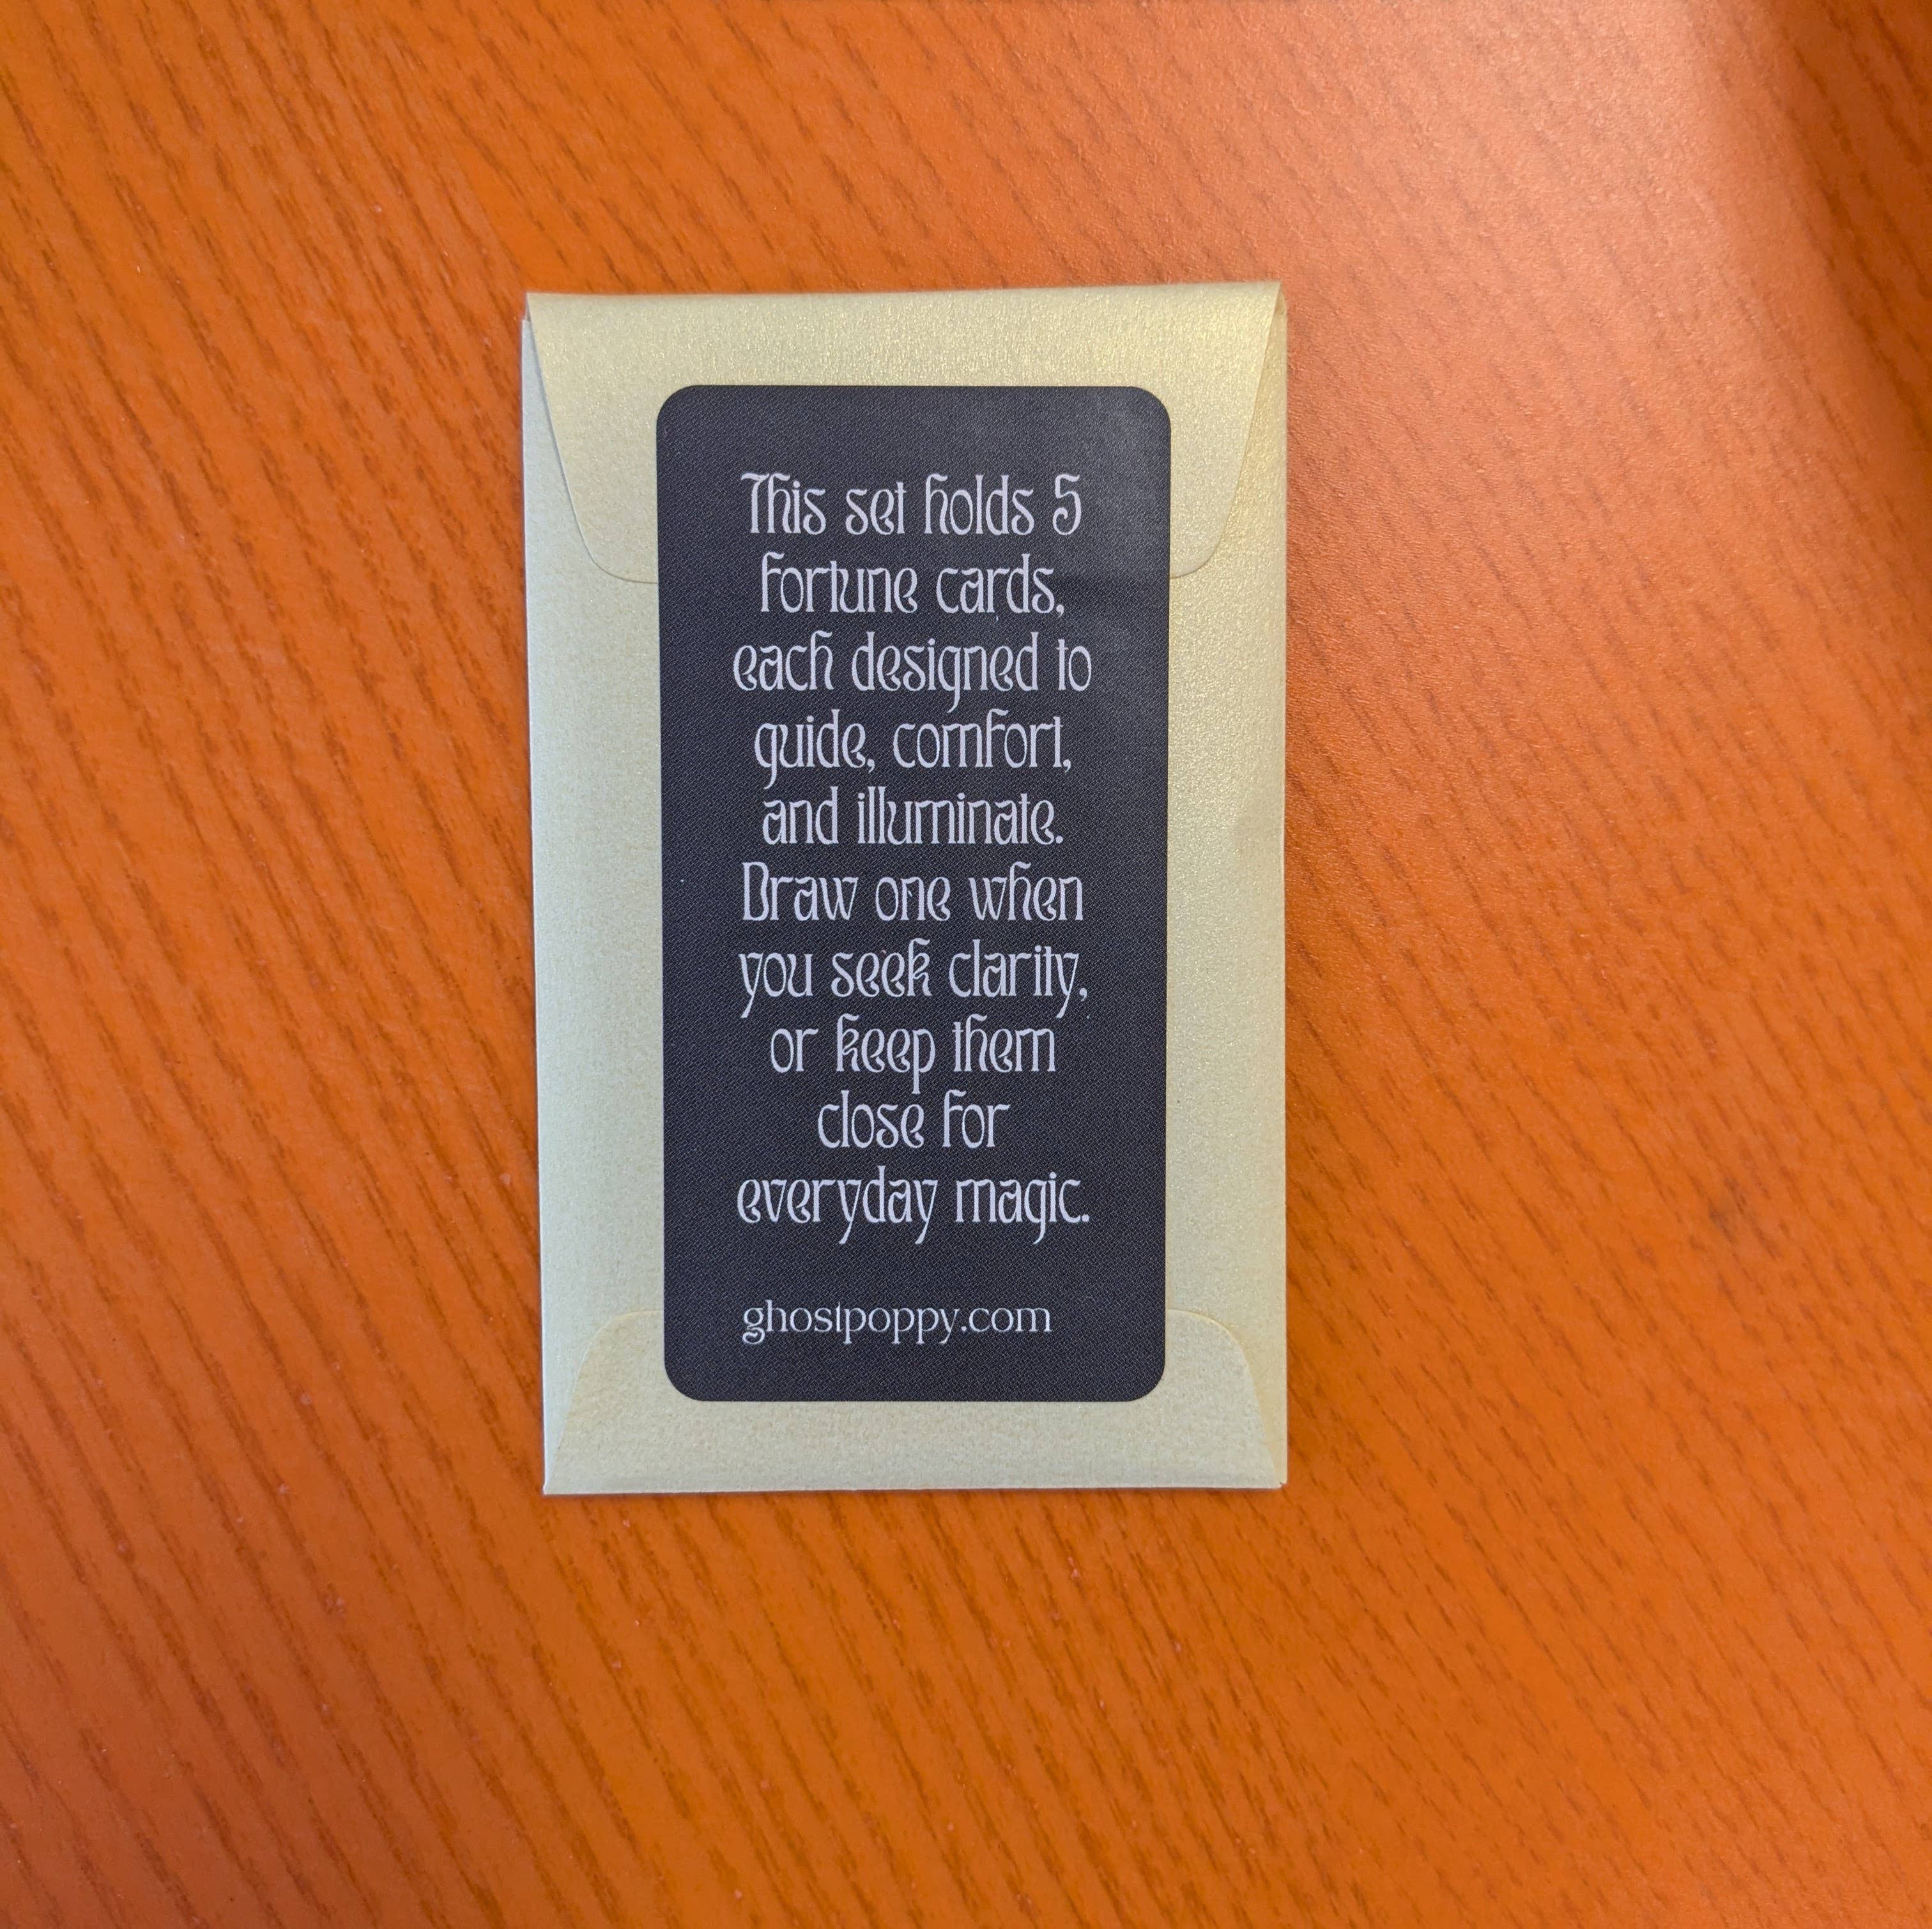 This set holds 5
fortune cards,
each designed to
guide, comfort,
and illuminate.
Draw one when
you seek clarity,
or keep them
close for
everyday magic.
ghostpoppy.com